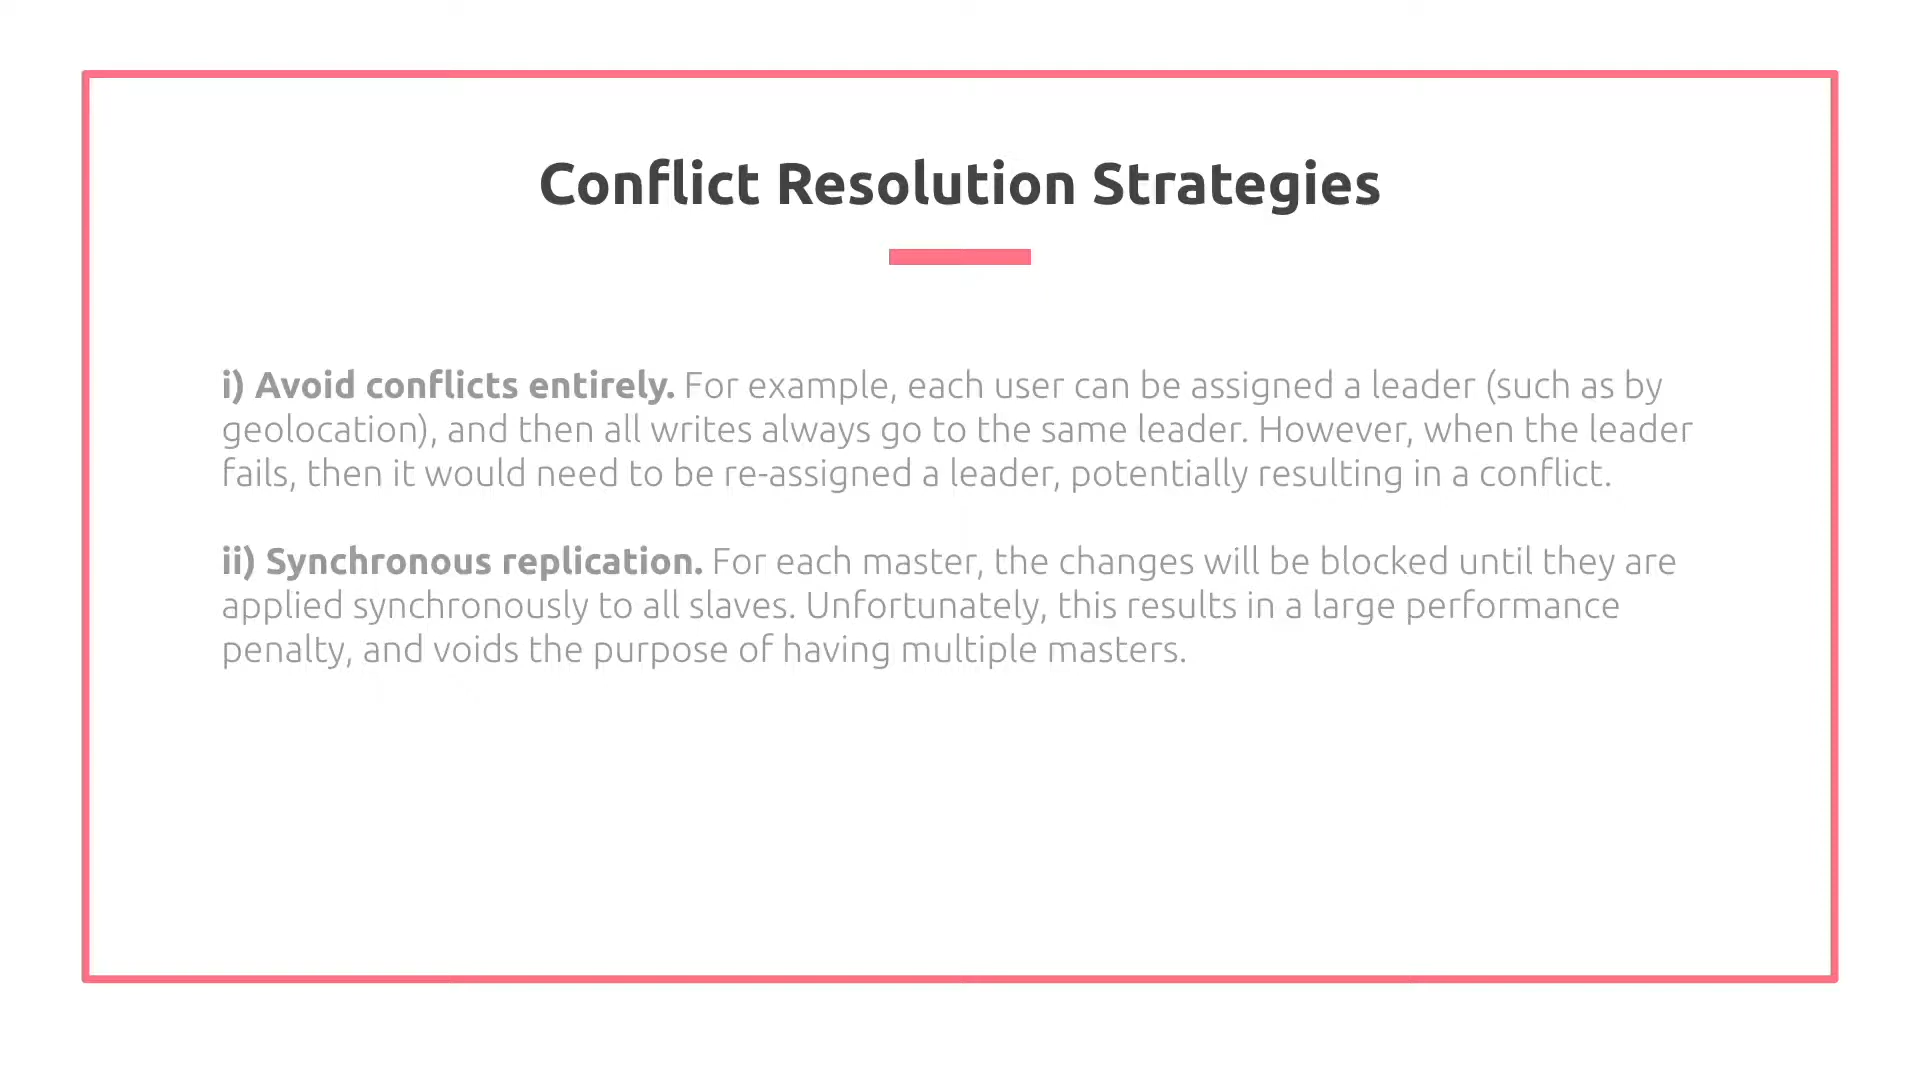 Conflict Resolution Strategies
i) Avoid conflicts entirely. For example, each user can be assigned a leader (such as by
geolocation), and then all writes always go to the same leader. However, when the leader
fails, then it would need to be re-assigned a leader, potentially resulting in a conflict.
ii) Synchronous replication. For each master, the changes will be blocked until they are
applied synchronously to all slaves. Unfortunately, this results in a large performance
penalty, and voids the purpose of having multiple masters.